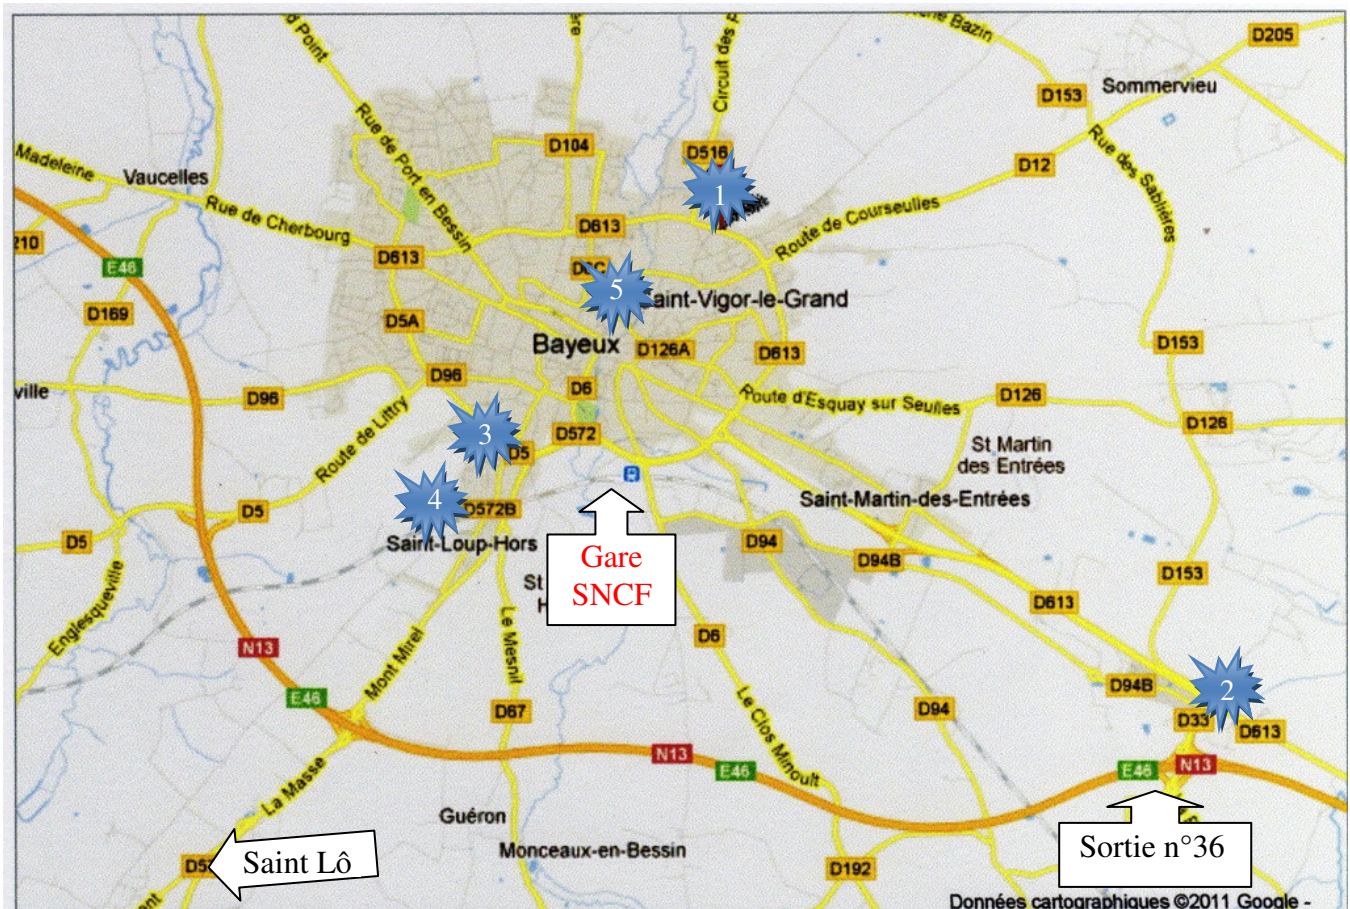 D205
Bazin
Sommervieu
D153
Circuit des
Rue de Port en Bessin
D104
D516
D12
Rue des Sablières
Madeleine
Vaucelles
1
Rue de Cherbourg
D613
Route de Courseulles
210
D613
E46
5
Saint-Vigor-le-Grand
D169
D5A
Bayeux
D126A
D613
D153
D96
D6
ville
D96
Route d'Esquay sur Seulles
D126
D126
Route de Littry
3
D572
D5
St Martin
des Entrées
4
D572B
Saint-Martin-des-Entrées
D5
D5
Saint-Loup-Hors
Gare
SNCF
D94
D94B
D153
St
H
Englesqueville
D613
N13
Mont Mirel
Le Mesnil
D6
E46
D67
Le Clos Minoult
D94
D94B
2
D33
D613
N13
E46
E46
N13
La Masse
Guéron
Saint Lô
Monceaux-en-Bessin
D192
Sortie n°36
Données cartographiques ©2011 Google -